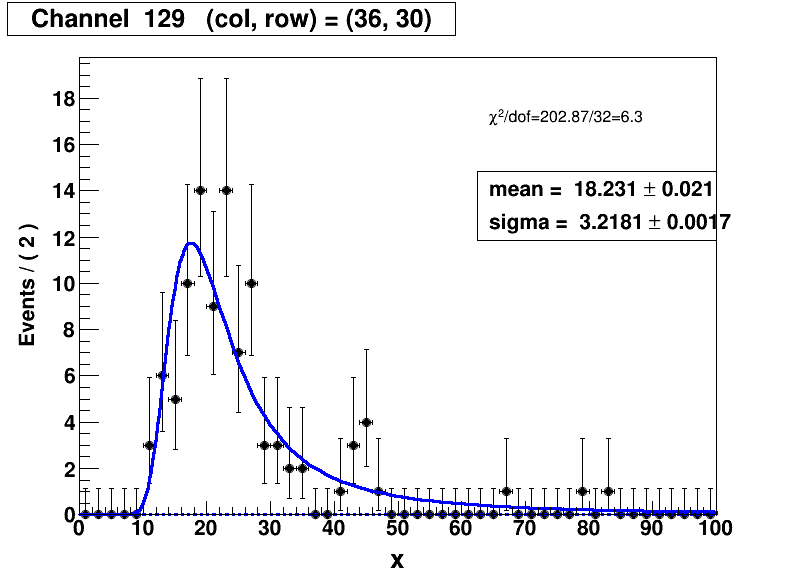 Channel 129 (col, row) = (36, 30)
χ²/dof=202.87/32=6.3
mean = 18.231 ± 0.021
sigma = 3.2181 ± 0.0017
Events / ( 2 )
18
16
14
12
10
8
6
4
2
0
0 10 20 30 40 50 60 70 80 90 100
x